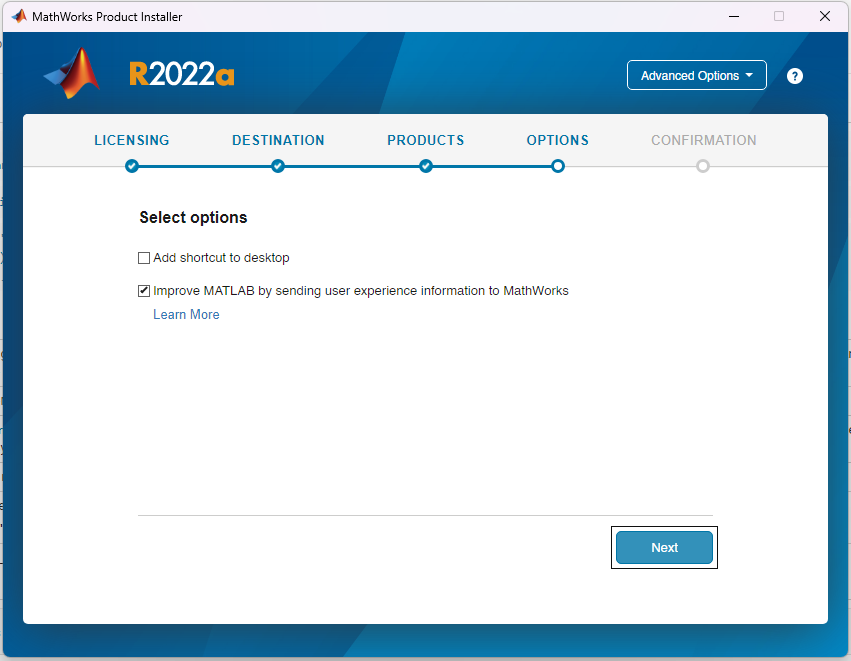 MathWorks Product Installer
R2022a
Advanced Options
?
LICENSING DESTINATION PRODUCTS OPTIONS CONFIRMATION
Select options
Add shortcut to desktop
Improve MATLAB by sending user experience information to MathWorks
Learn More
Next